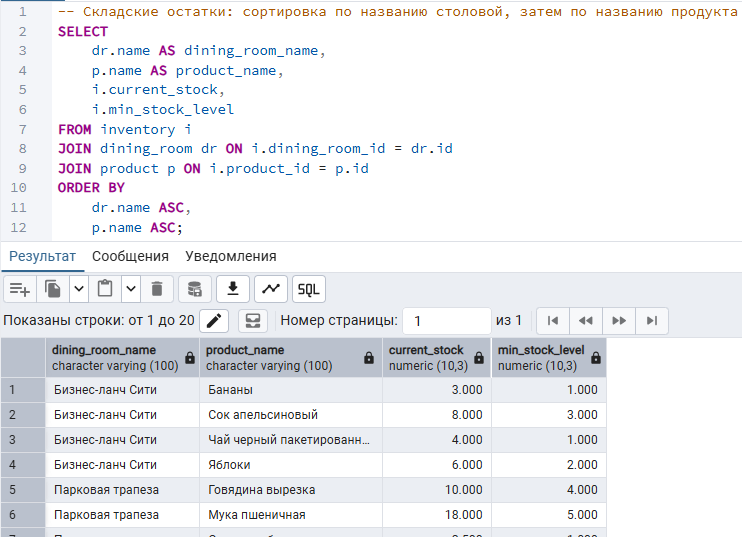 1 -- Складские остатки: сортировка по названию столовой, затем по названию продукта
2 SELECT
3 dr.name AS dining_room_name,
4 p.name AS product_name,
5 i.current_stock,
6 i.min_stock_level
7 FROM inventory i
8 JOIN dining_room dr ON i.dining_room_id = dr.id
9 JOIN product p ON i.product_id = p.id
10 ORDER BY
11 dr.name ASC,
12 p.name ASC;
Результат Сообщения Уведомления
SQL
Показаны строки: от 1 до 20 Номер страницы: 1 из 1
dining_room_name product_name current_stock min_stock_level
character varying (100) character varying (100) numeric (10,3) numeric (10,3)
1 Бизнес-ланч Сити Бананы 3.000 1.000
2 Бизнес-ланч Сити Сок апельсиновый 8.000 3.000
3 Бизнес-ланч Сити Чай черный пакетированн... 4.000 1.000
4 Бизнес-ланч Сити Яблоки 6.000 2.000
5 Парковая трапеза Говядина вырезка 10.000 4.000
6 Парковая трапеза Мука пшеничная 18.000 5.000